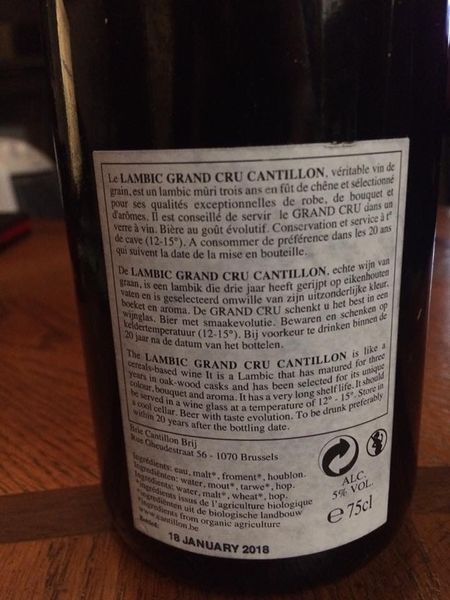 Le LAMBIC GRAND CRU CANTILLON, véritable vin de
grain, est un lambic mûri trois ans en fût de chêne et sélectionné
pour ses qualités exceptionnelles de robe, de bouquet et
d'arômes. Il est conseillé de servir le GRAND CRU dans un
verre à vin. Bière au goût évolutif. Conservation et service à t°
de cave (12-15°). A consommer de préférence dans les 20 ans
qui suivent la date de la mise en bouteille.
De LAMBIC GRAND CRU CANTILLON, echte wijn van
graan, is een lambik die drie jaar heeft gerijpt op eikenhouten
vaten en is geselecteerd omwille van zijn uitzonderlijke kleur,
boeket en aroma. De GRAND CRU schenkt u het best in een
wijnglas. Bier met smaakevolutie. Bewaren en schenken op
keldertemperatuur (12-15°). Bij voorkeur te drinken binnen de
20 jaar na de datum van het bottelen.
The LAMBIC GRAND CRU CANTILLON is like a
cereals-based wine It is a Lambic that has matured for three
years in oak-wood casks and has been selected for its unique
colour, bouquet and aroma. It has a very long shelf life. It should
be served in a wine glass at a temperature of 12° - 15°. Store in
a cool cellar. Beer with taste evolution. To be drunk preferably
within 20 years after the bottling date.
Brie Cantillon Brij
Rue Gheudestraat 56 - 1070 Brussels
Ingrédients: eau, malt*, froment*, houblon.
Ingrediënten: water, mout*, tarwe*, hop.
Ingredients: water, malt*, wheat*, hop.
*ingrédients issus de l'agriculture biologique
*ingrediënten uit de biologische landbouw
*ingredients from organic agriculture
www.cantillon.be
ALC.
5% VOL.
e 75cl
18 JANUARY 2018